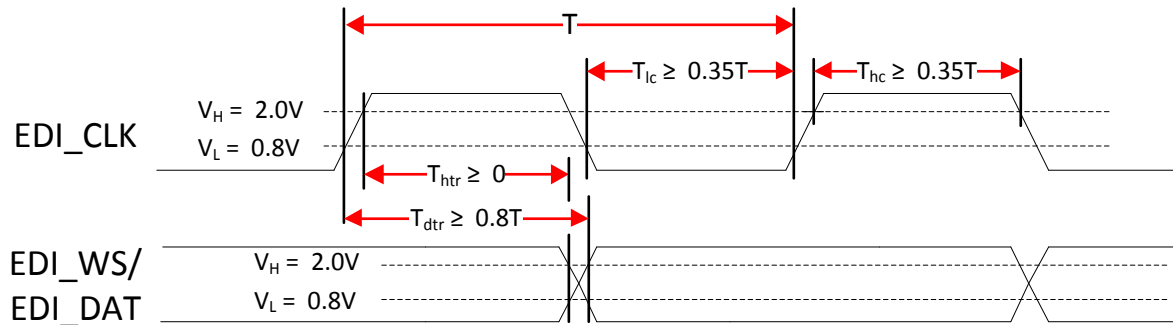 T
T_lc ≥ 0.35T
T_hc ≥ 0.35T
V_H = 2.0V
EDI_CLK
V_L = 0.8V
T_htr ≥ 0
T_dtr ≥ 0.8T
EDI_WS/
V_H = 2.0V
EDI_DAT
V_L = 0.8V